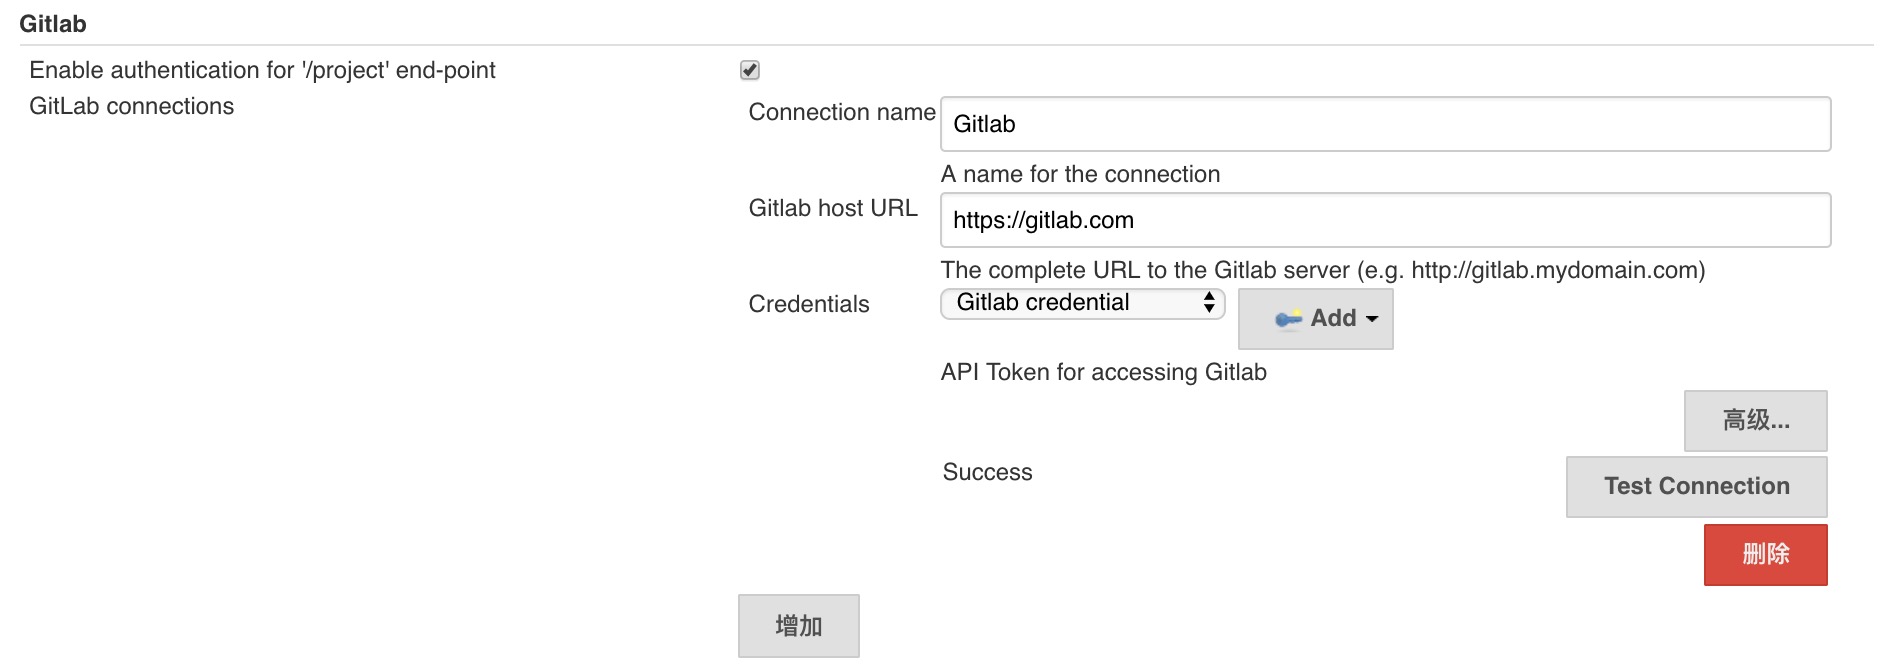 Gitlab
Enable authentication for '/project' end-point
GitLab connections
Connection name
Gitlab
A name for the connection
Gitlab host URL
https://gitlab.com
The complete URL to the Gitlab server (e.g. http://gitlab.mydomain.com)
Credentials
Gitlab credential
Add
API Token for accessing Gitlab
高级...
Success
Test Connection
删除
增加